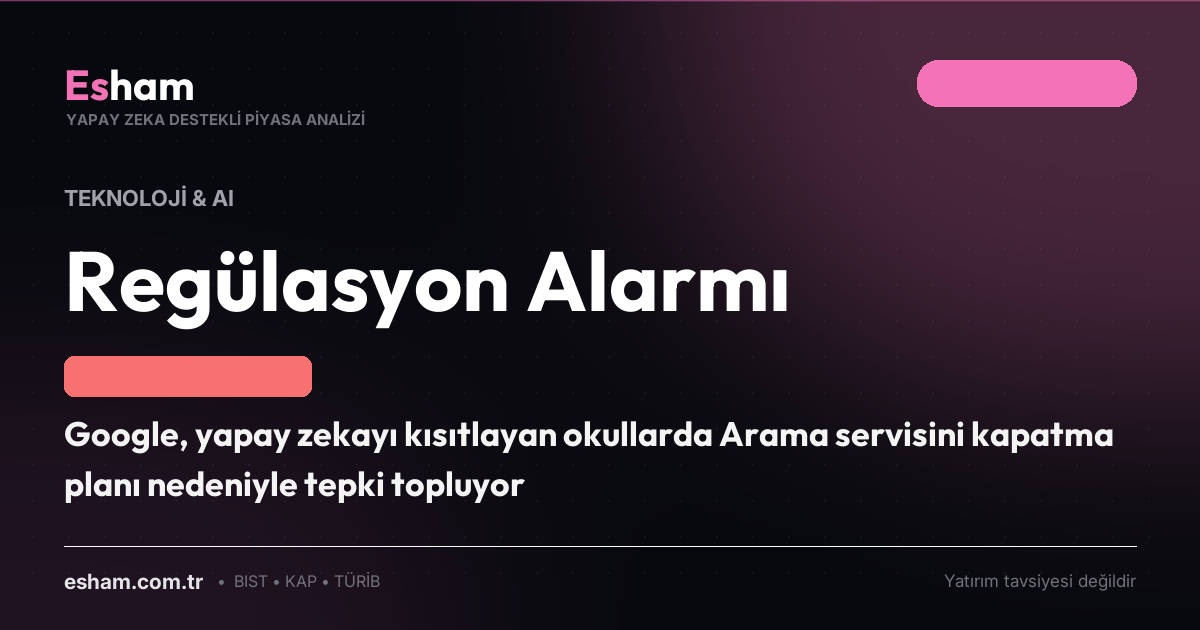 Esham
YAPAY ZEKA DESTEKLİ PİYASA ANALİZİ
TEKNOLOJİ & AI
Regülasyon Alarmı
Google, yapay zekayı kısıtlayan okullarda Arama servisini kapatma
planı nedeniyle tepki topluyor
esham.com.tr • BIST • KAP • TÜRİB
Yatırım tavsiyesi değildir